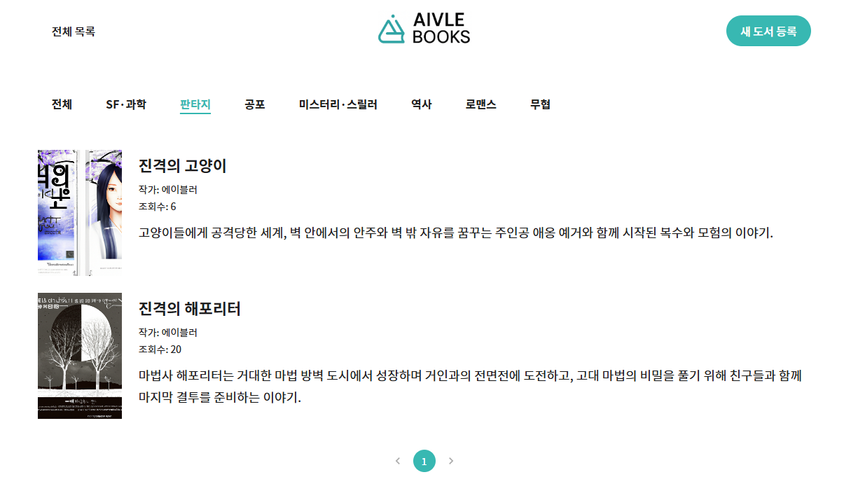 전체 목록
AIVLE
BOOKS
새 도서 등록
전체
SF·과학
판타지
공포
미스터리·스릴러
역사
로맨스
무협
진격의 고양이
작가: 에이블러
조회수: 6
고양이들에게 공격당한 세계, 벽 안에서의 안주와 벽 밖 자유를 꿈꾸는 주인공 애옹 예거와 함께 시작된 복수와 모험의 이야기.
진격의 해포리터
작가: 에이블러
조회수: 20
마법사 해포리터는 거대한 마법 방벽 도시에서 성장하며 거인과의 전면전에 도전하고, 고대 마법의 비밀을 풀기 위해 친구들과 함께
마지막 결투를 준비하는 이야기.
1